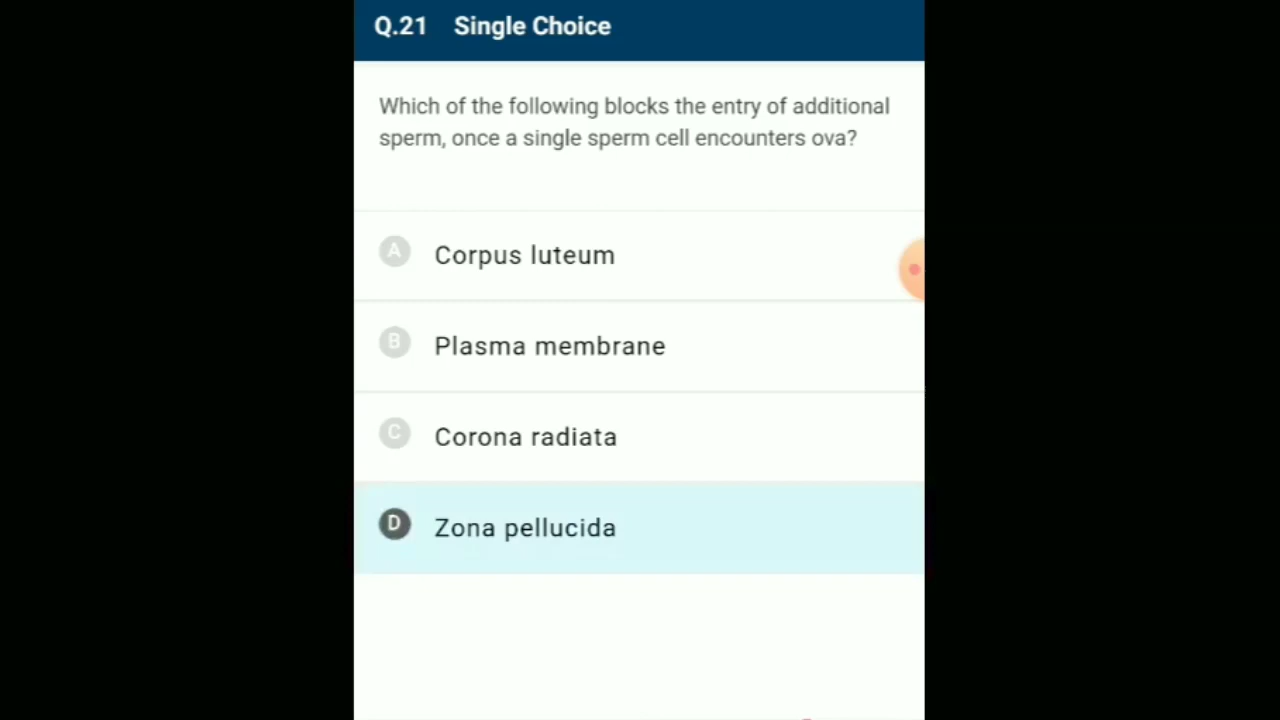 Q.21 Single Choice
Which of the following blocks the entry of additional
sperm, once a single sperm cell encounters ova?
A Corpus luteum
B Plasma membrane
C Corona radiata
D Zona pellucida